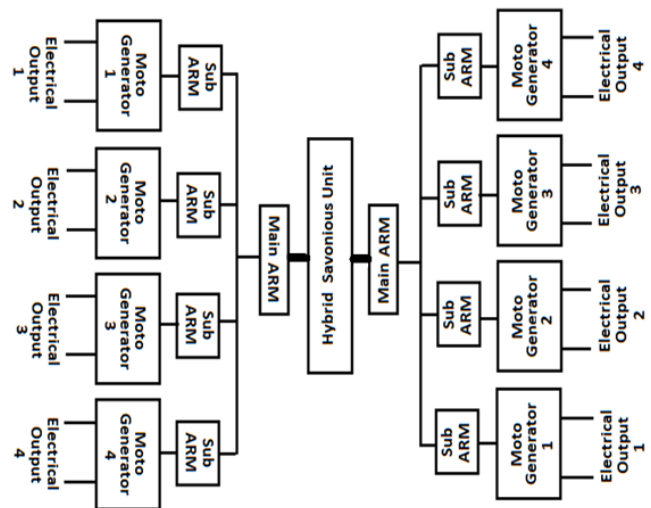 Electrical
Output
1
Moto
Generator
1
Sub
ARM
Electrical
Output
2
Moto
Generator
2
Sub
ARM
Electrical
Output
3
Moto
Generator
3
Sub
ARM
Electrical
Output
4
Moto
Generator
4
Sub
ARM
Main ARM
Hybrid Savonious Unit
Main ARM
Sub
ARM
Moto
Generator
4
Electrical
Output
4
Sub
ARM
Moto
Generator
3
Electrical
Output
3
Sub
ARM
Moto
Generator
2
Electrical
Output
2
Sub
ARM
Moto
Generator
1
Electrical
Output
1